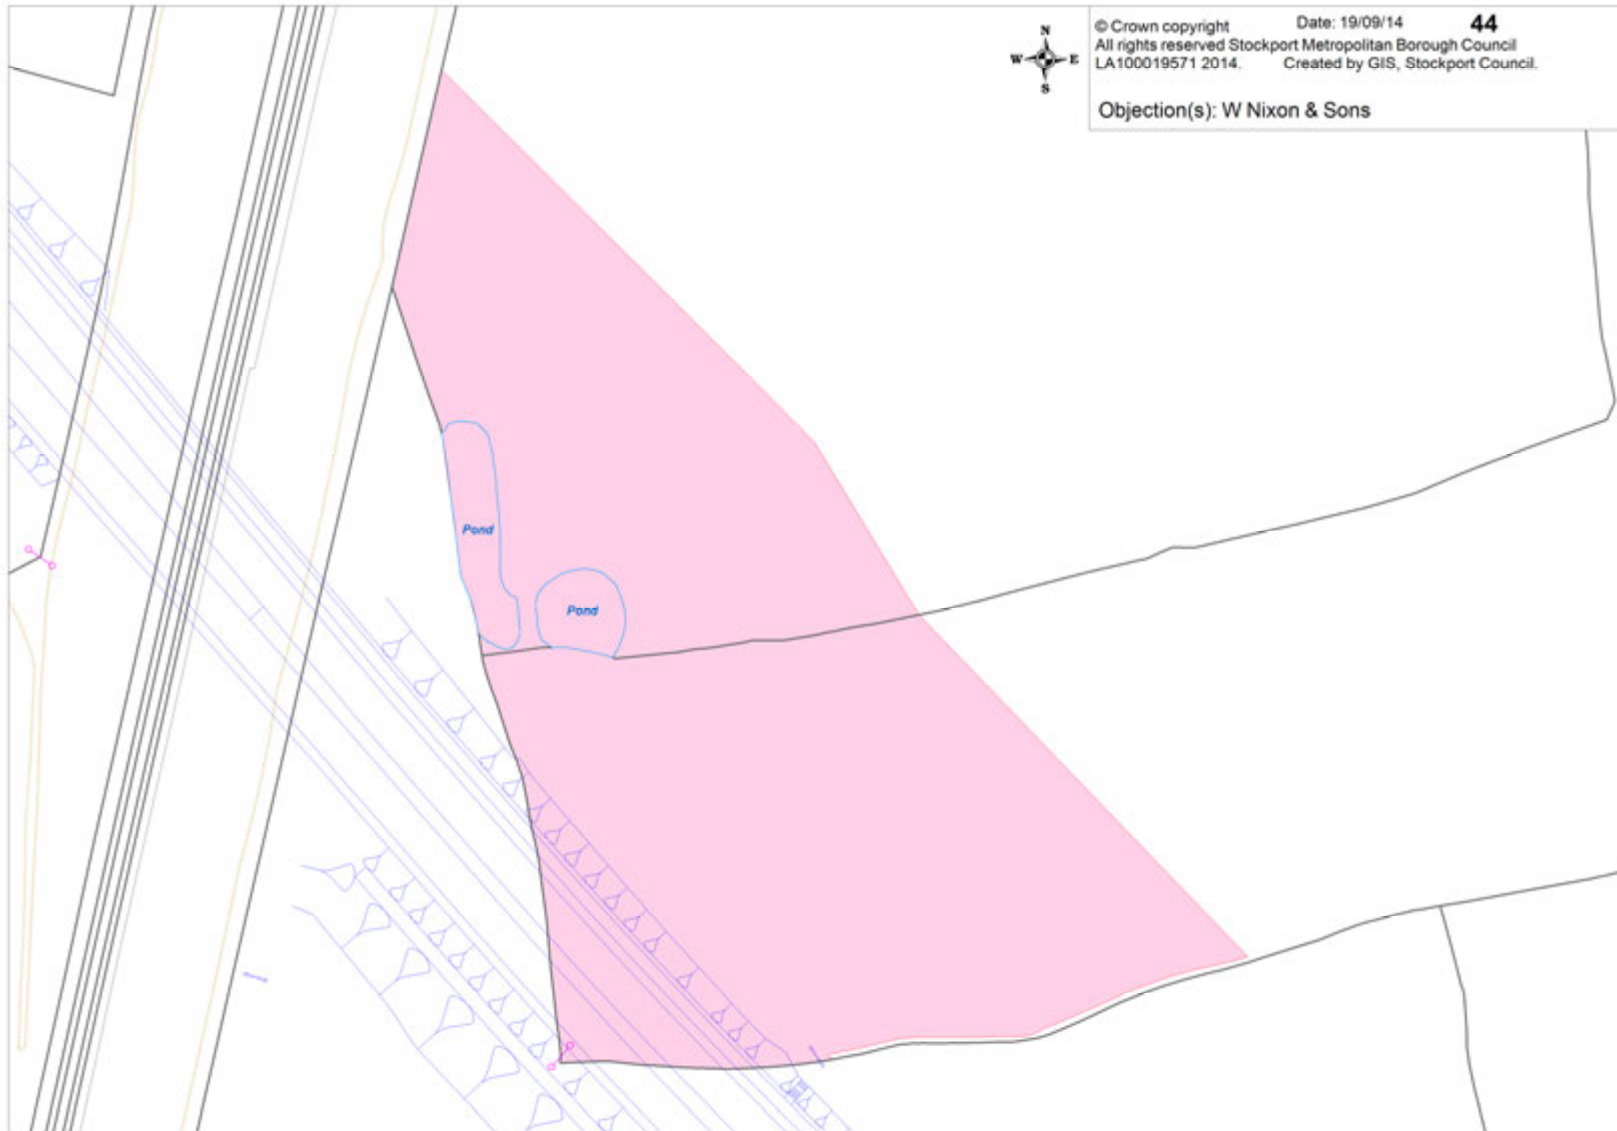 N
W E
S
© Crown copyright Date: 19/09/14 44
All rights reserved Stockport Metropolitan Borough Council
LA100019571 2014. Created by GIS, Stockport Council.
Objection(s): W Nixon & Sons
Pond
Pond